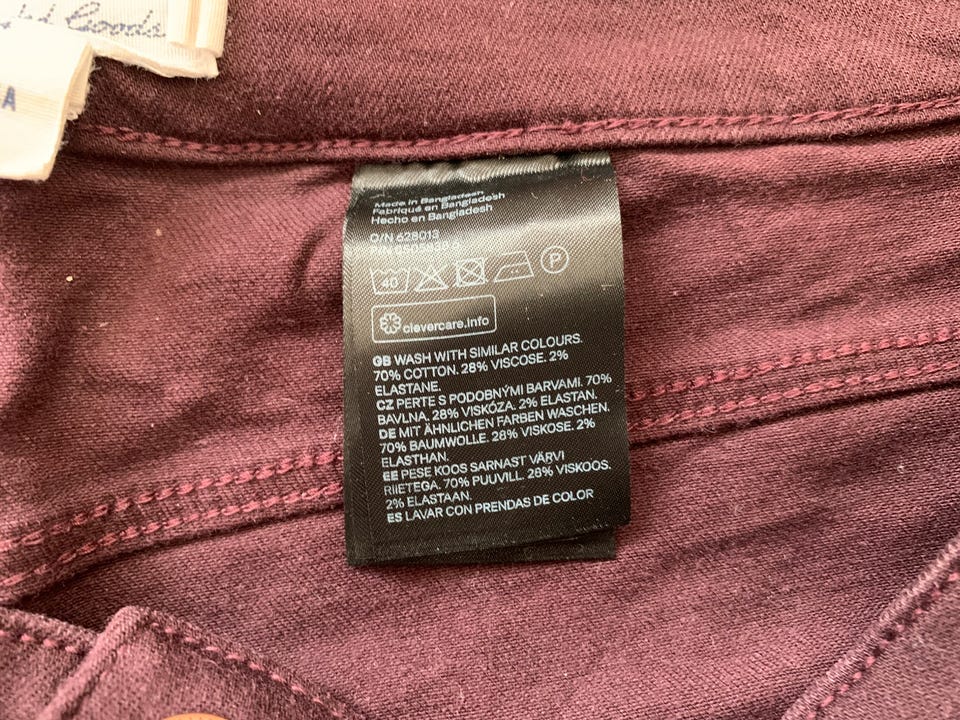 Goods
A
Made in Bangladesh
Fabriqué en Bangladesh
Hecho en Bangladesh
O/N 628013
40
P
clevercare.info
GB WASH WITH SIMILAR COLOURS.
70% COTTON. 28% VISCOSE. 2%
ELASTANE.
CZ PERTE S PODOBNÝMI BARVAMI. 70%
BAVLNA. 28% VISKÓZA. 2% ELASTAN.
DE MIT ÄHNLICHEN FARBEN WASCHEN.
70% BAUMWOLLE. 28% VISKOSE. 2%
ELASTHAN.
EE PESE KOOS SARNAST VÄRVI
RIIETEGA. 70% PUUVILL. 28% VISKOOS.
2% ELASTAAN.
ES LAVAR CON PRENDAS DE COLOR